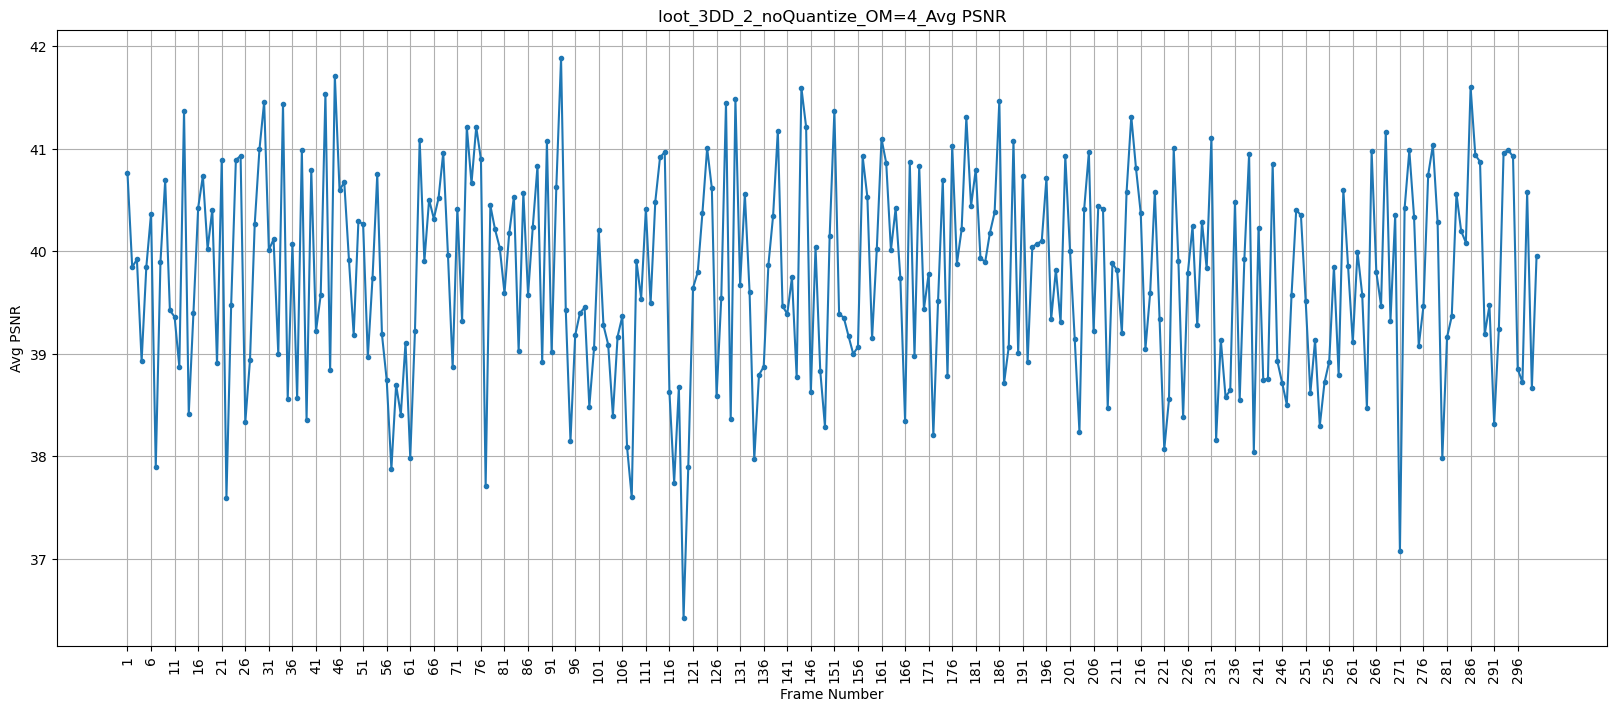 loot_3DD_2_noQuantize_OM=4_Avg PSNR
42
41
40
39
38
37
Avg PSNR
1 6 11 16 21 26 31 36 41 46 51 56 61 66 71 76 81 86 91 96 101 106 111 116 121 126 131 136 141 146 151 156 161 166 171 176 181 186 191 196 201 206 211 216 221 226 231 236 241 246 251 256 261 266 271 276 281 286 291 296
Frame Number